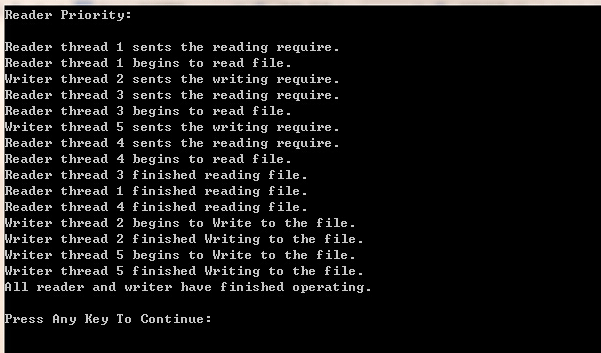 Reader Priority:
Reader thread 1 sents the reading require.
Reader thread 1 begins to read file.
Writer thread 2 sents the writing require.
Reader thread 3 sents the reading require.
Reader thread 3 begins to read file.
Writer thread 5 sents the writing require.
Reader thread 4 sents the reading require.
Reader thread 4 begins to read file.
Reader thread 3 finished reading file.
Reader thread 1 finished reading file.
Reader thread 4 finished reading file.
Writer thread 2 begins to Write to the file.
Writer thread 2 finished Writing to the file.
Writer thread 5 begins to Write to the file.
Writer thread 5 finished Writing to the file.
All reader and writer have finished operating.
Press Any Key To Continue: